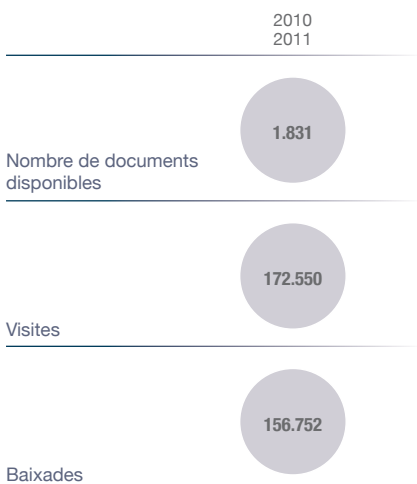 2010
2011
1.831
Nombre de documents
disponibles
172.550
Visites
156.752
Baixades